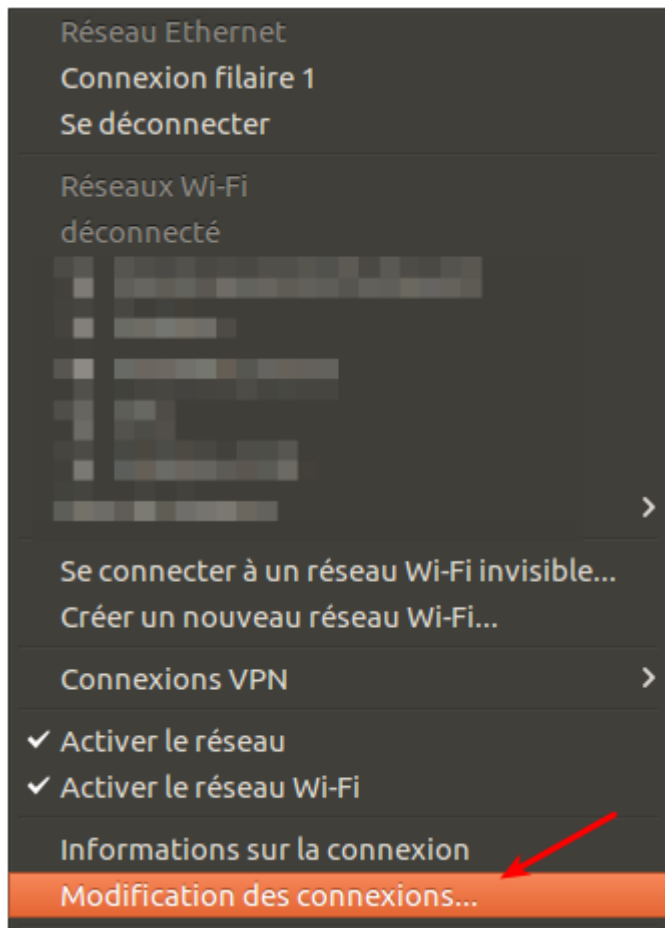 Réseau Ethernet
Connexion filaire 1
Se déconnecter
Réseaux Wi-Fi
déconnecté
Se connecter à un réseau Wi-Fi invisible...
Créer un nouveau réseau Wi-Fi...
Connexions VPN
Activer le réseau
Activer le réseau Wi-Fi
Informations sur la connexion
Modification des connexions...